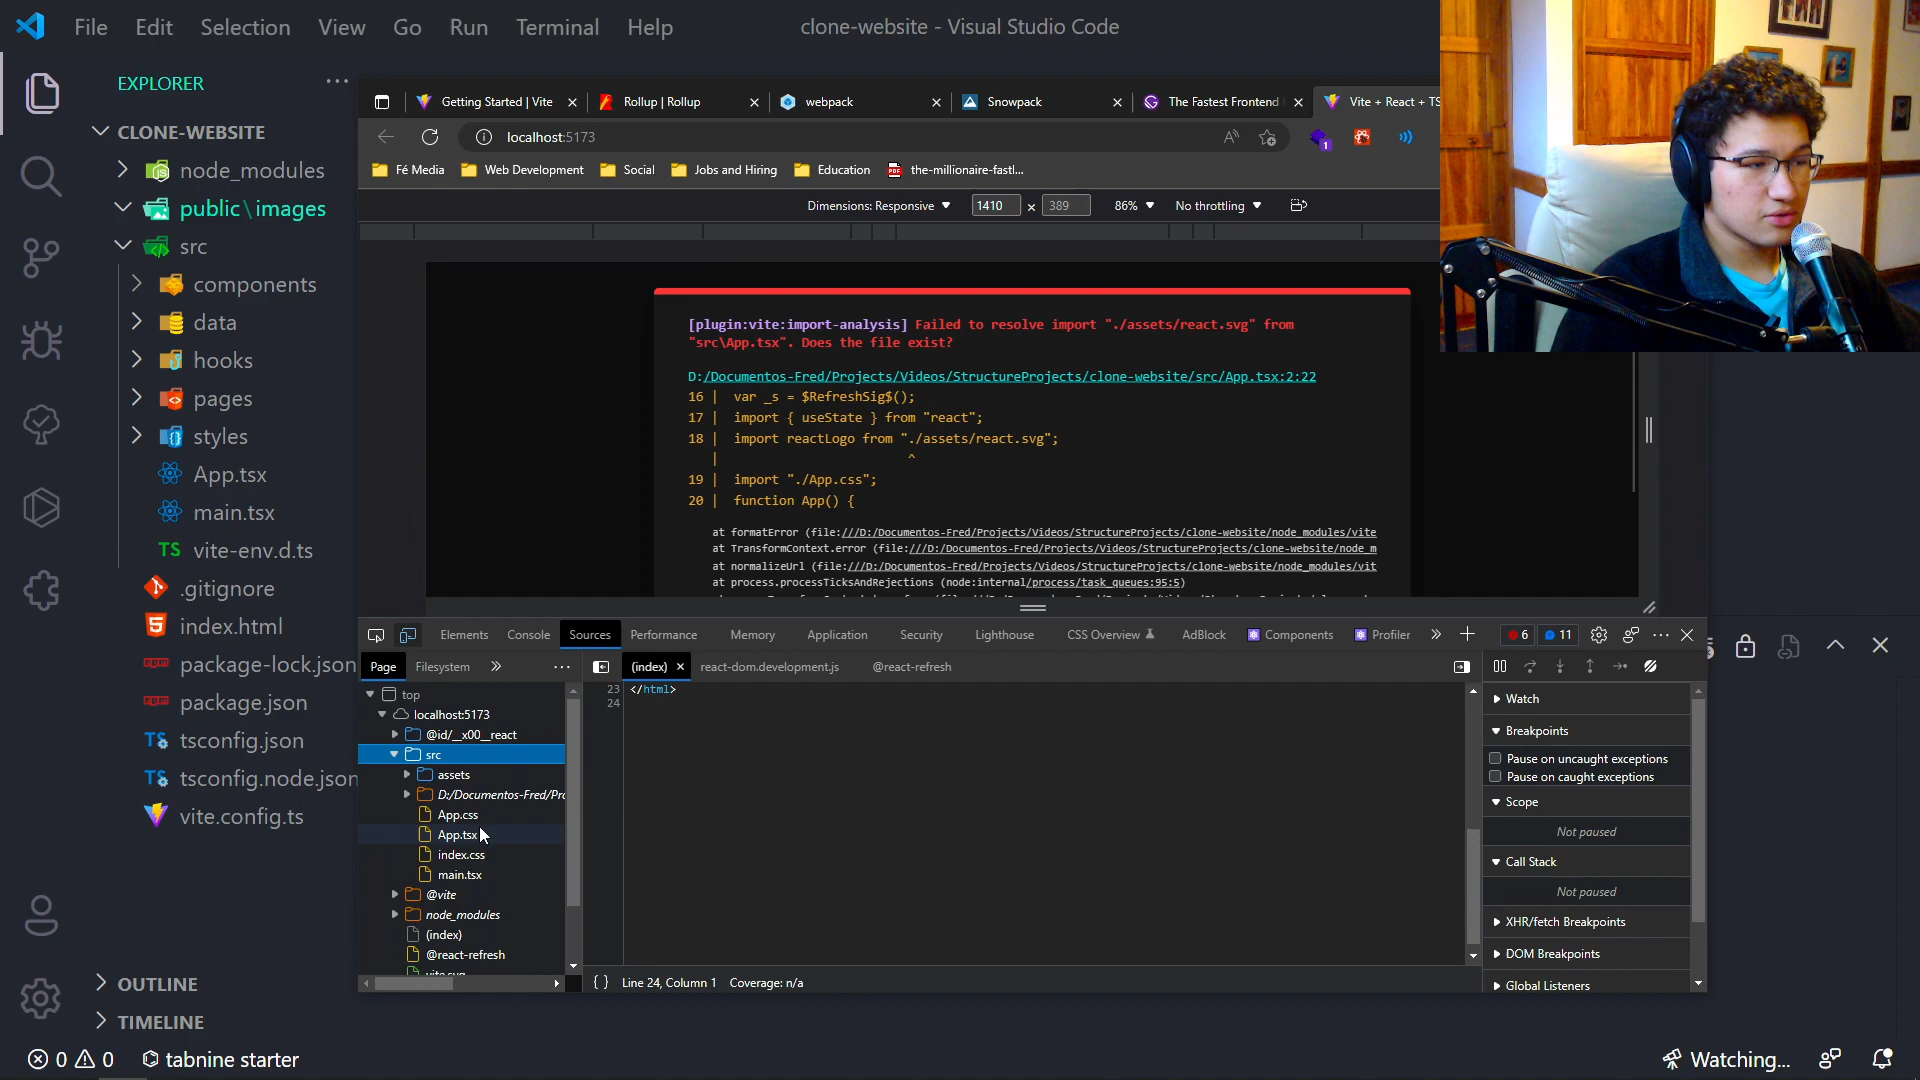 File Edit Selection View Go Run Terminal Help
clone-website - Visual Studio Code
EXPLORER
CLONE-WEBSITE
node_modules
public\images
src
components
data
hooks
pages
styles
App.tsx
main.tsx
vite-env.d.ts
.gitignore
index.html
package-lock.json
package.json
tsconfig.json
tsconfig.node.json
vite.config.ts
OUTLINE
TIMELINE
0 0 tabnine starter
Watching...
Getting Started | Vite
Rollup | Rollup
webpack
Snowpack
The Fastest Frontend
Vite + React + TS
localhost:5173
1
Fé Media
Web Development
Social
Jobs and Hiring
Education
the-millionaire-fastl...
Dimensions: Responsive 1410 × 389 86% No throttling
[plugin:vite:import-analysis] Failed to resolve import "./assets/react.svg" from
"src\App.tsx". Does the file exist?
D:/Documentos-Fred/Projects/Videos/StructureProjects/clone-website/src/App.tsx:2:22
16 | var _s = $RefreshSig$();
17 | import { useState } from "react";
18 | import reactLogo from "./assets/react.svg";
| ^
19 | import "./App.css";
20 | function App() {
at formatError (file:///D:/Documentos-Fred/Projects/Videos/StructureProjects/clone-website/node_modules/vite
at TransformContext.error (file:///D:/Documentos-Fred/Projects/Videos/StructureProjects/clone-website/node_m
at normalizeUrl (file:///D:/Documentos-Fred/Projects/Videos/StructureProjects/clone-website/node_modules/vit
at process.processTicksAndRejections (node:internal/process/task_queues:95:5)
Elements Console Sources Performance Memory Application Security Lighthouse CSS Overview AdBlock Components Profiler 6 11
Page Filesystem
(index) react-dom.development.js @react-refresh
top
localhost:5173
@id/__x00__react
src
assets
D:/Documentos-Fred/Pro
App.css
App.tsx
index.css
main.tsx
@vite
node_modules
(index)
@react-refresh
vite.svg
23 </html>
24
{ } Line 24, Column 1 Coverage: n/a
Watch
Breakpoints
Pause on uncaught exceptions
Pause on caught exceptions
Scope
Not paused
Call Stack
Not paused
XHR/fetch Breakpoints
DOM Breakpoints
Global Listeners